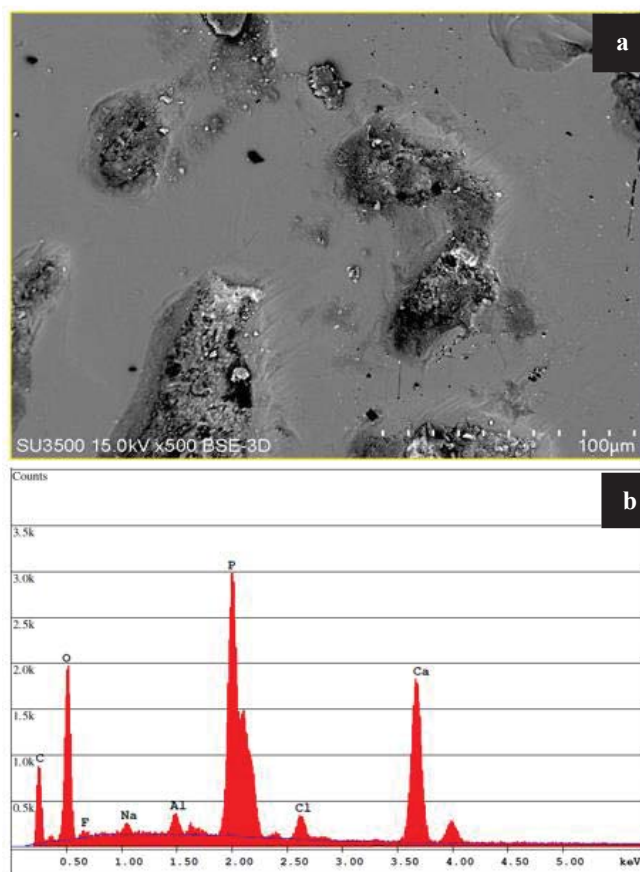 a
SU3500 15.0kV x500 BSE-3D 100μm
Counts
b
3.5k
P
3.0k
2.5k
O
2.0k
Ca
1.5k
C
1.0k
Al
Cl
0.5k
F
Na
0.50 1.00 1.50 2.00 2.50 3.00 3.50 4.00 4.50 5.00 keV